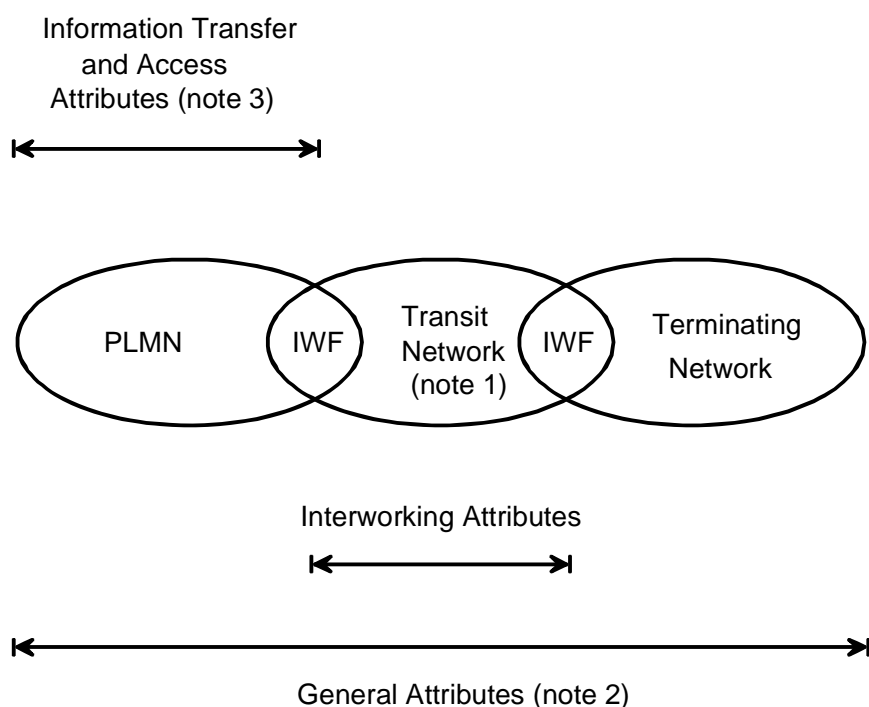 Information Transfer
and Access
Attributes (note 3)
PLMN
IWF
Transit
Network
(note 1)
IWF
Terminating
Network
Interworking Attributes
General Attributes (note 2)